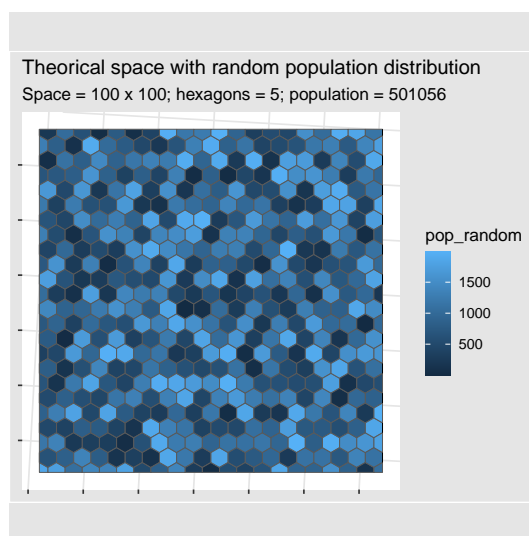 Theorical space with random population distribution
Space = 100 x 100; hexagons = 5; population = 501056
pop_random
1500
1000
500